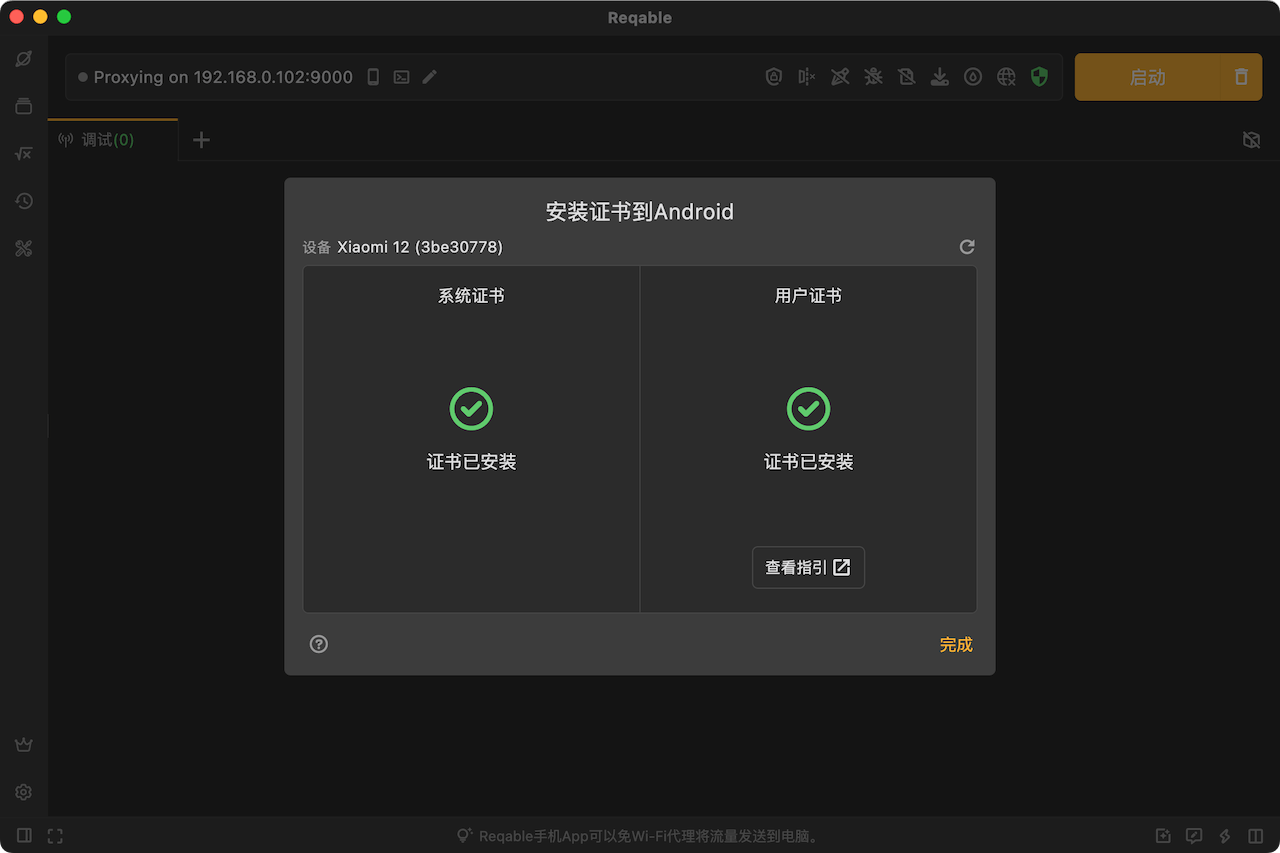 Reqable
Proxying on 192.168.0.102:9000
启动
调试(0)
安装证书到Android
设备 Xiaomi 12 (3be30778)
系统证书
用户证书
证书已安装
证书已安装
查看指引
完成
Reqable手机App可以免Wi-Fi代理将流量发送到电脑。